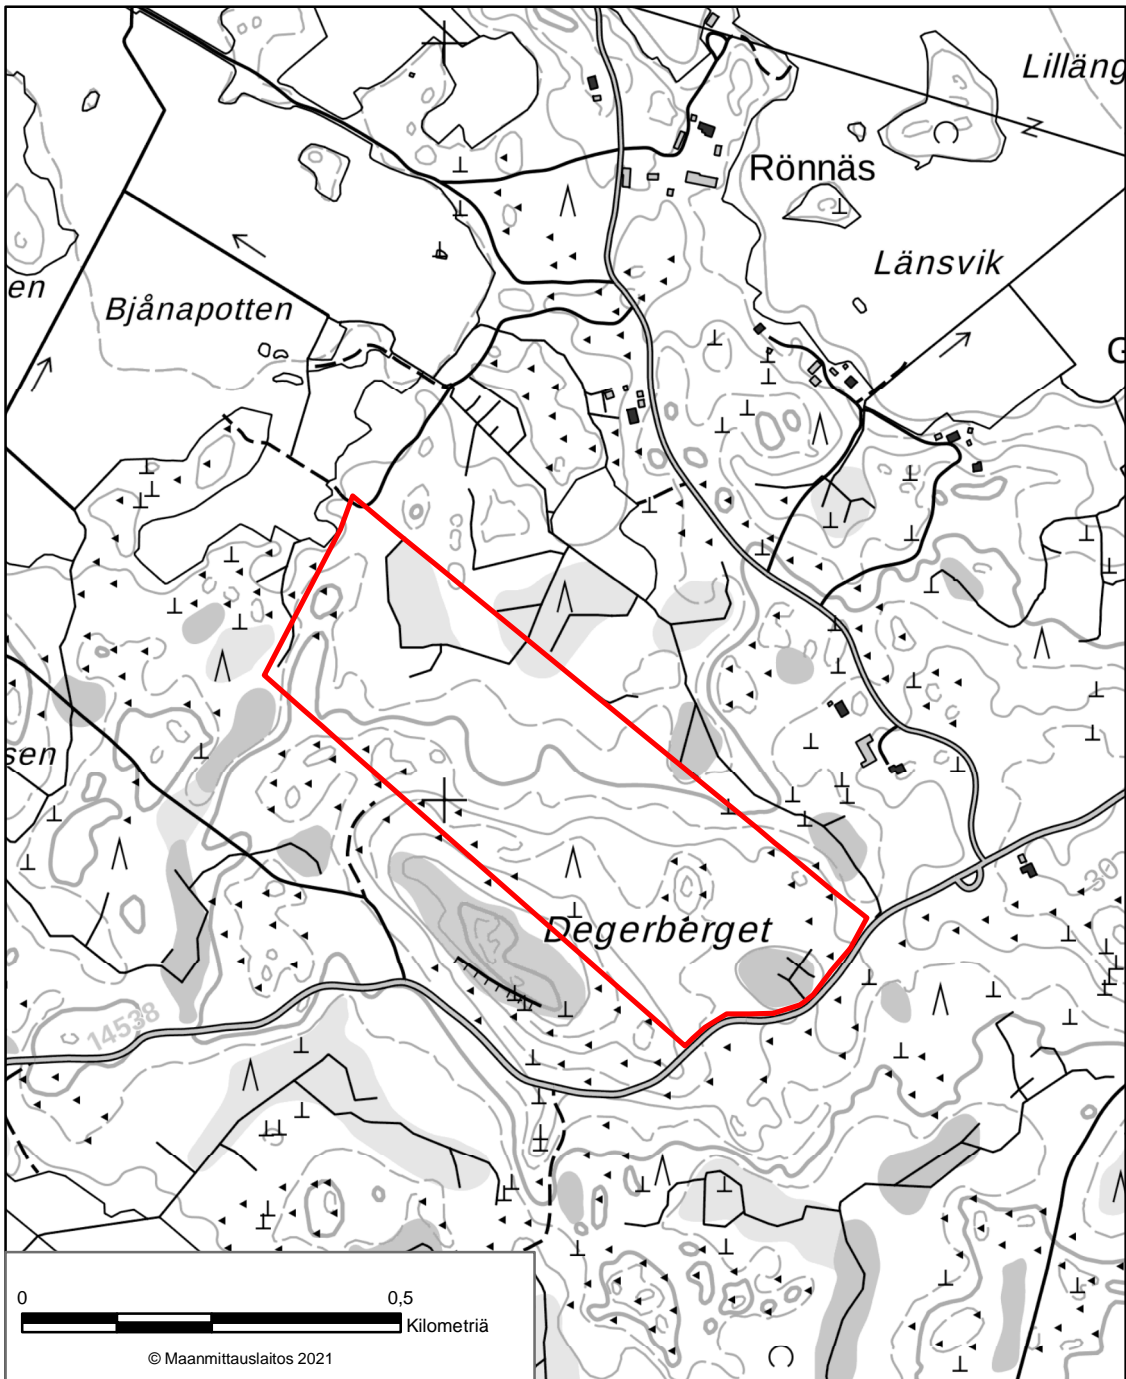 Lilläng
Rönnäs
Länsvik
en
Bjånapotten
G
sen
30
Degerberget
14538
0 0,5
Kilometriä
© Maanmittauslaitos 2021